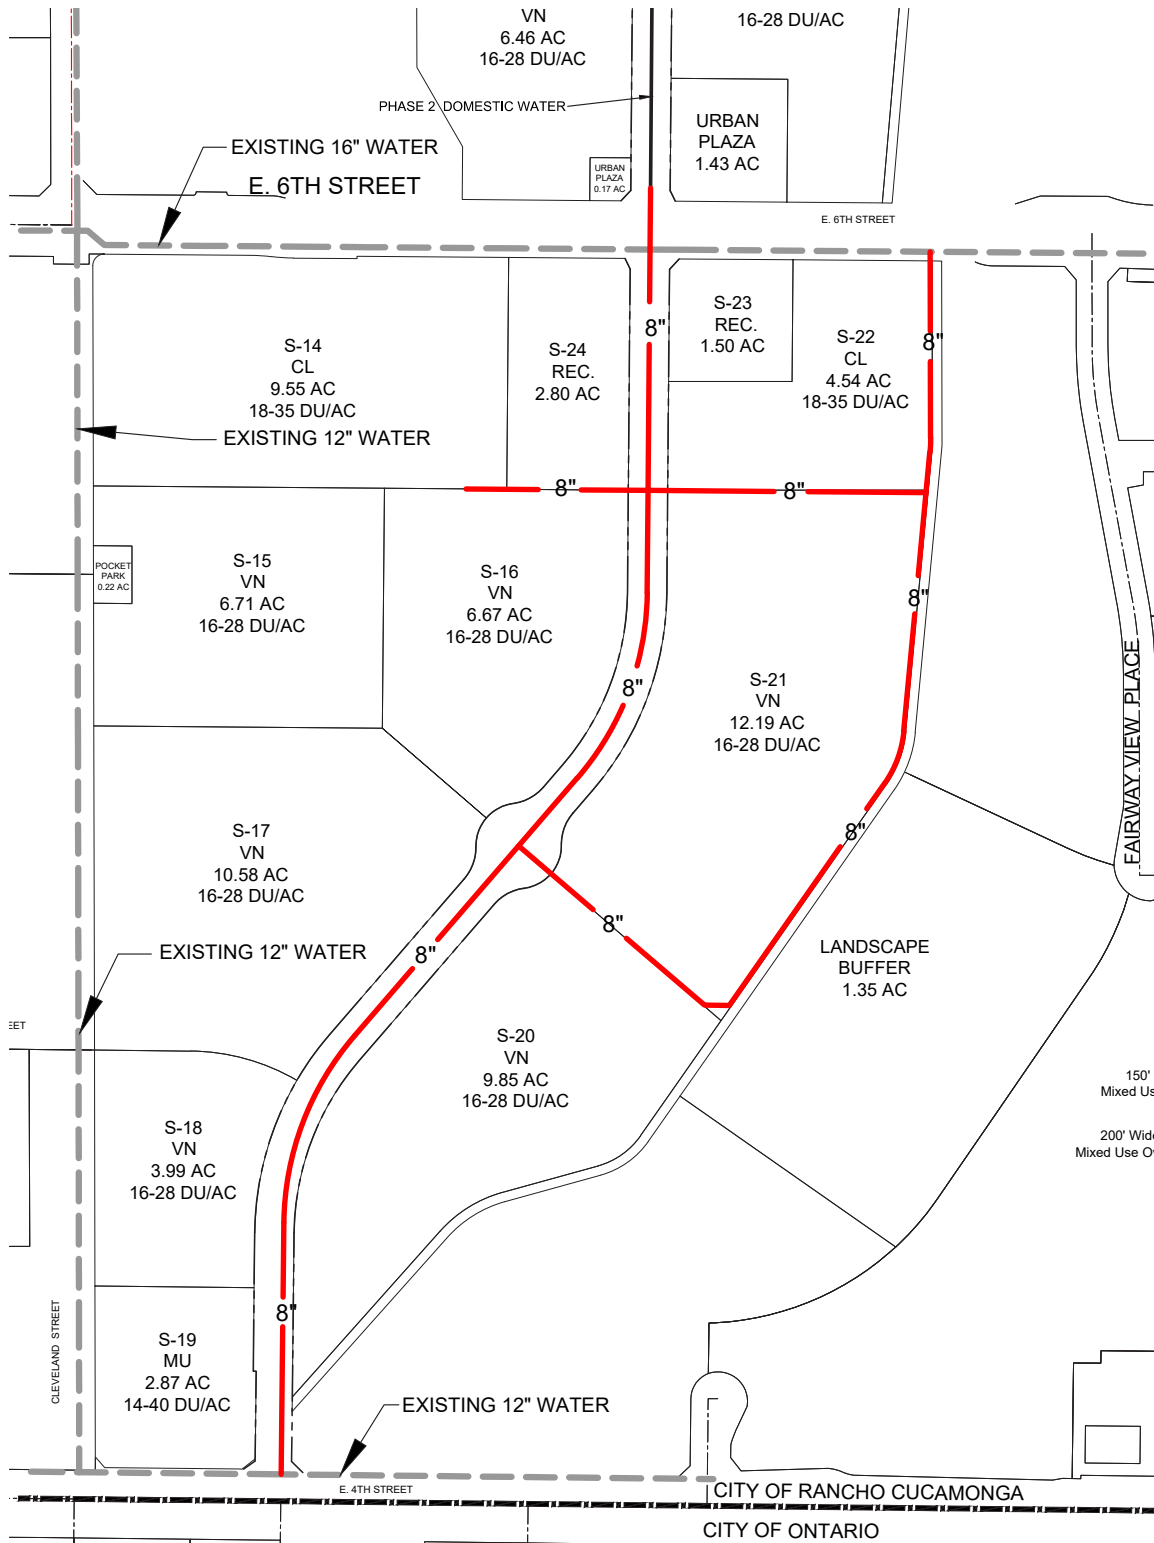 VN
6.46 AC
16-28 DU/AC
16-28 DU/AC
PHASE 2 DOMESTIC WATER
URBAN
PLAZA
1.43 AC
EXISTING 16" WATER
URBAN
PLAZA
0.17 AC
E. 6TH STREET
E. 6TH STREET
S-14
CL
9.55 AC
18-35 DU/AC
S-24
REC.
2.80 AC
8"
S-23
REC.
1.50 AC
S-22
CL
4.54 AC
18-35 DU/AC
8"
EXISTING 12" WATER
8"
8"
POCKET
PARK
0.22 AC
S-15
VN
6.71 AC
16-28 DU/AC
S-16
VN
6.67 AC
16-28 DU/AC
8"
8"
S-21
VN
12.19 AC
16-28 DU/AC
FAIRWAY VIEW PLACE
8"
S-17
VN
10.58 AC
16-28 DU/AC
8"
8"
EXISTING 12" WATER
LANDSCAPE
BUFFER
1.35 AC
EET
S-20
VN
9.85 AC
16-28 DU/AC
150'
Mixed Us
200' Wide
Mixed Use Ov
S-18
VN
3.99 AC
16-28 DU/AC
8"
CLEVELAND STREET
S-19
MU
2.87 AC
14-40 DU/AC
EXISTING 12" WATER
E. 4TH STREET
CITY OF RANCHO CUCAMONGA
CITY OF ONTARIO